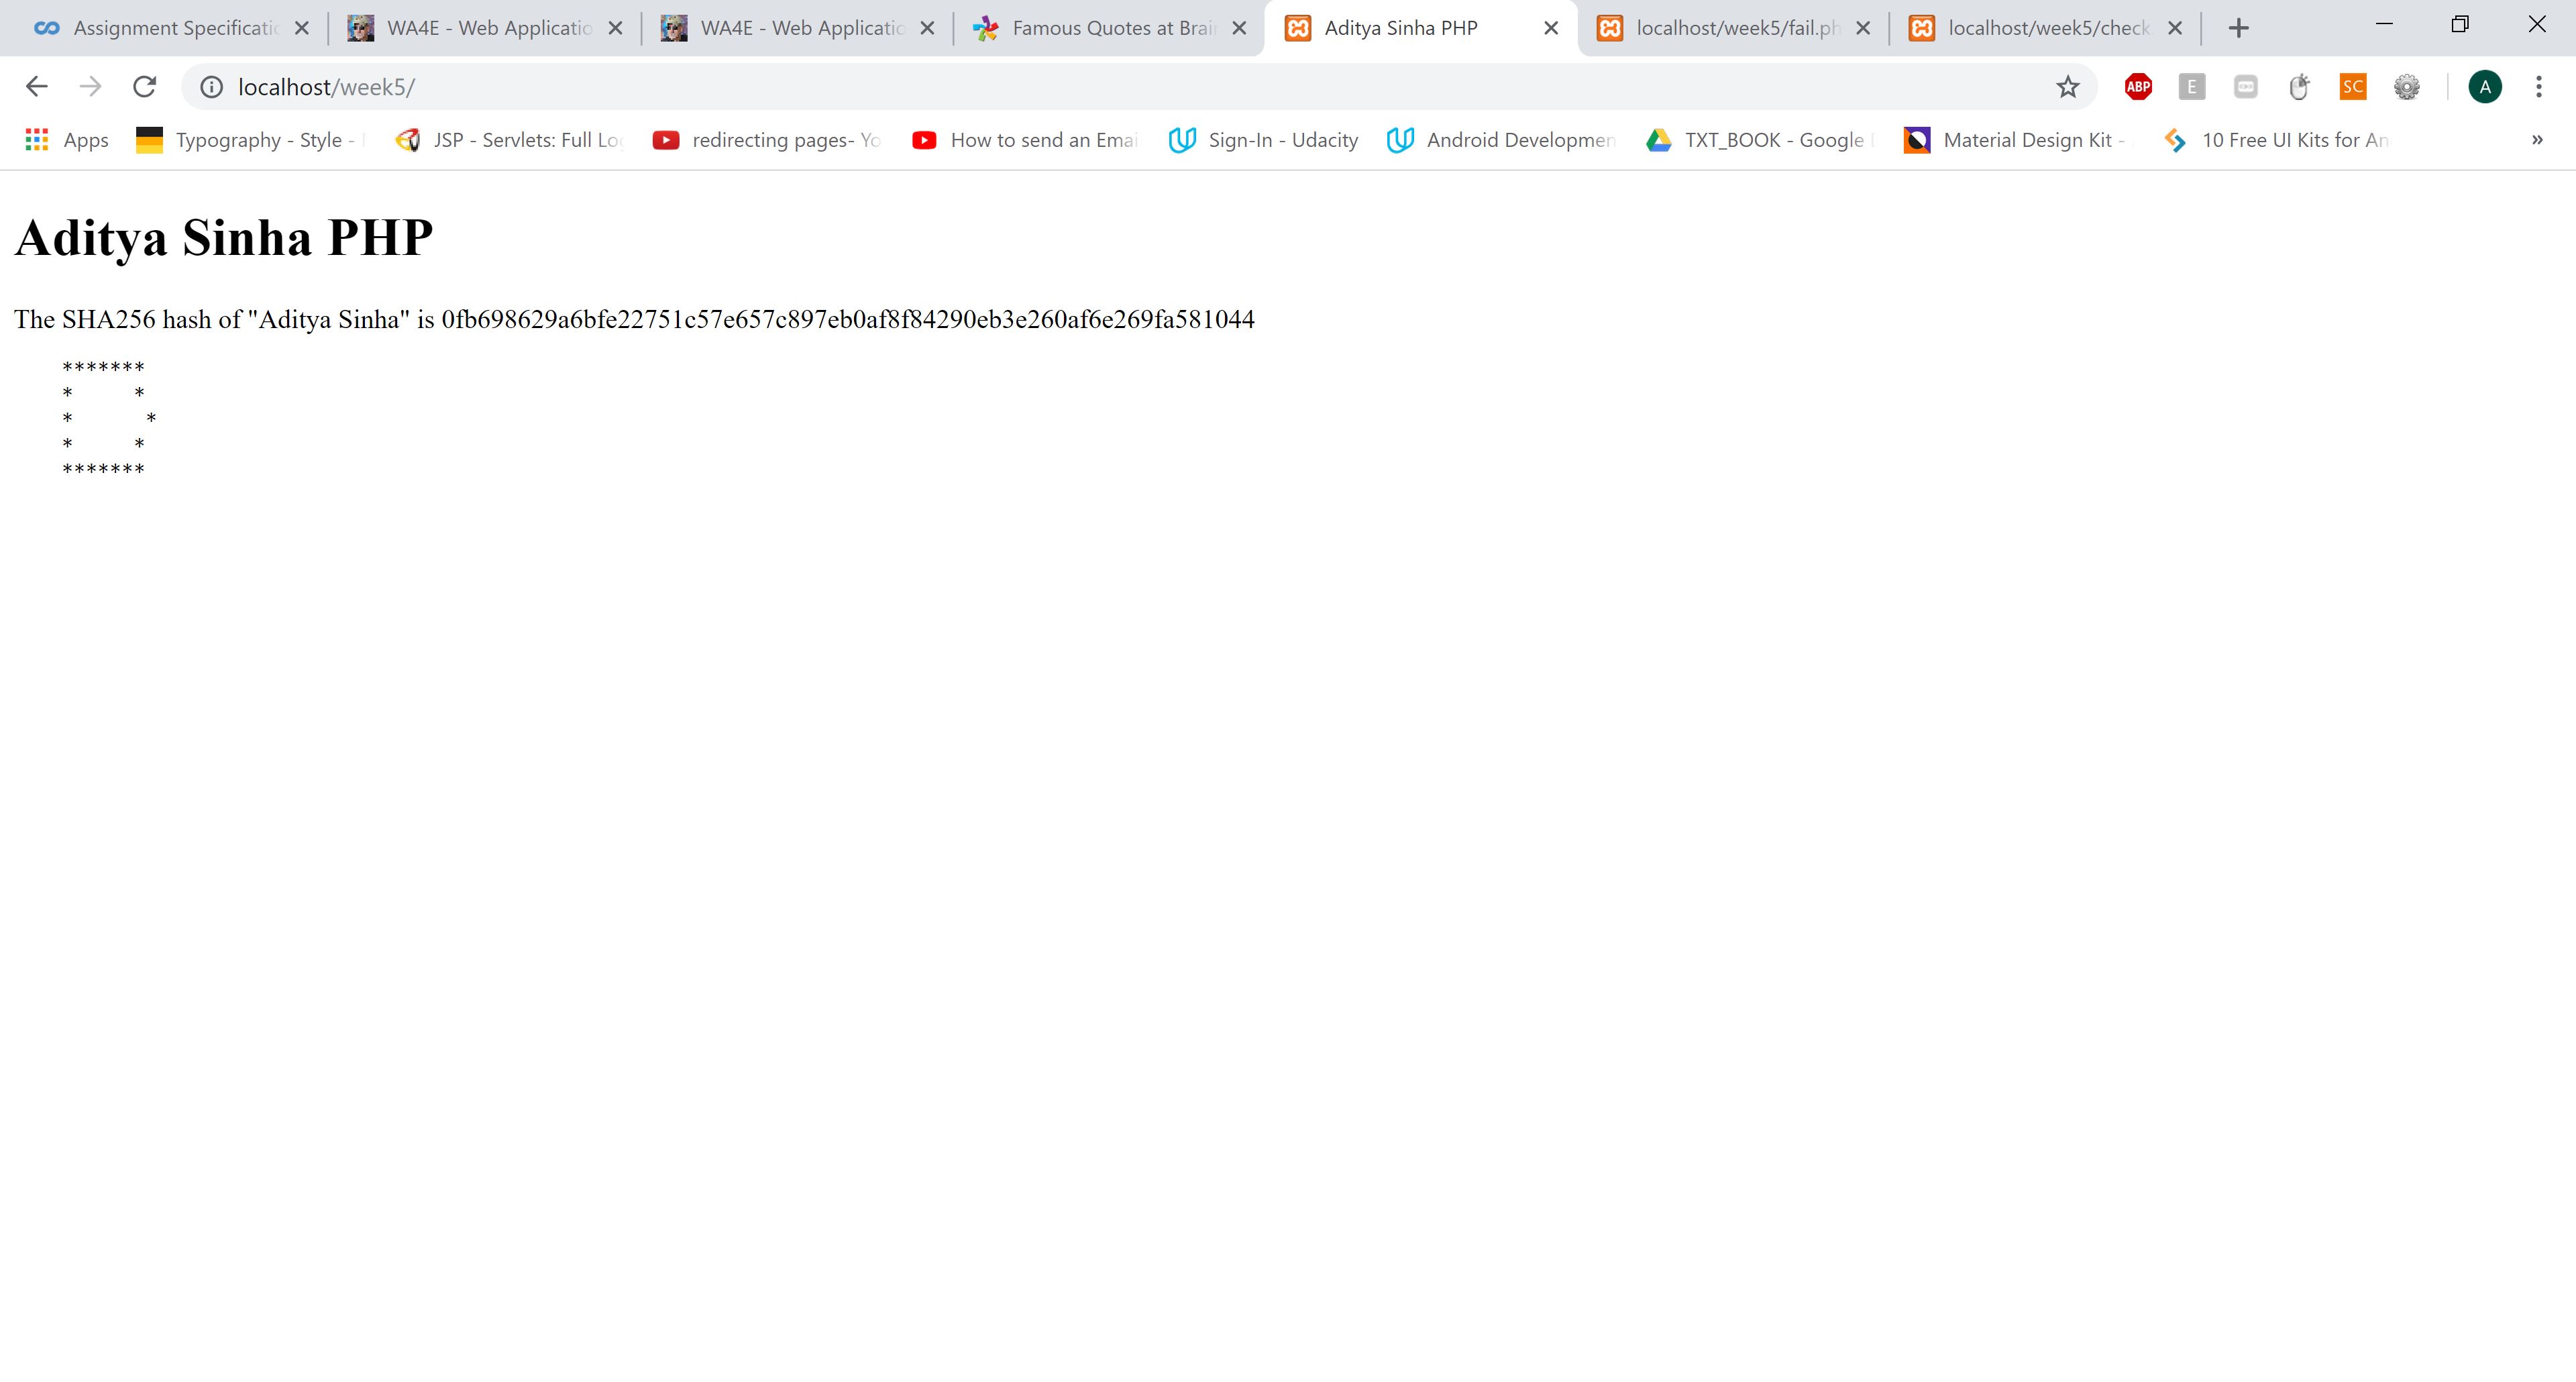 Assignment Specificatic
WA4E - Web Applicatio
WA4E - Web Applicatio
Famous Quotes at Brai
Aditya Sinha PHP
localhost/week5/fail.ph
localhost/week5/check
localhost/week5/
ABP
E
SC
A
Apps
Typography - Style -
JSP - Servlets: Full Lo
redirecting pages- Yo
How to send an Emai
Sign-In - Udacity
Android Developmen
TXT_BOOK - Google
Material Design Kit -
10 Free UI Kits for An
»
Aditya Sinha PHP
The SHA256 hash of "Aditya Sinha" is 0fb698629a6bfe22751c57e657c897eb0af8f84290eb3e260af6e269fa581044
*******
*     *
*      *
*     *
*******